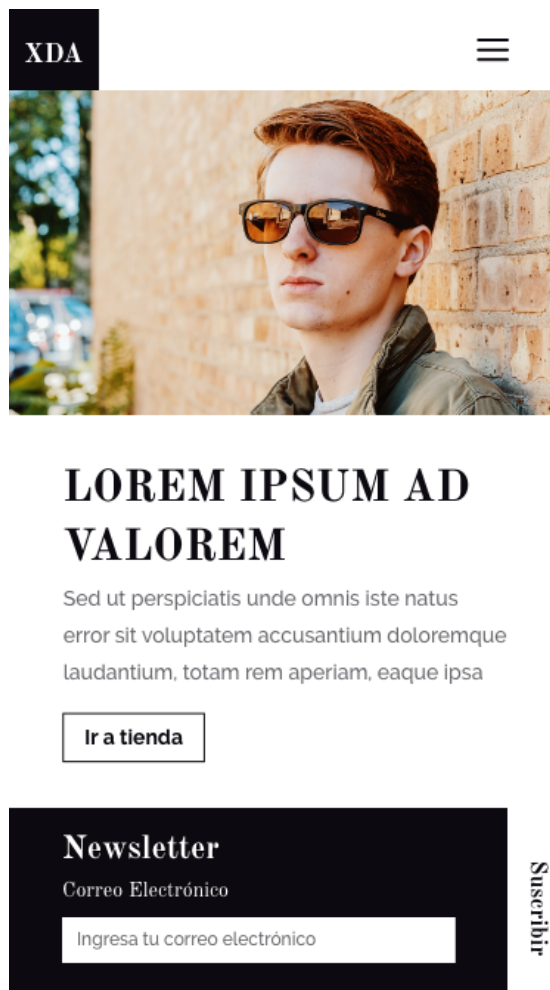 XDA
LOREM IPSUM AD
VALOREM
Sed ut perspiciatis unde omnis iste natus
error sit voluptatem accusantium doloremque
laudantium, totam rem aperiam, eaque ipsa
Ir a tienda
Newsletter
Correo Electrónico
Ingresa tu correo electrónico
Suscribir